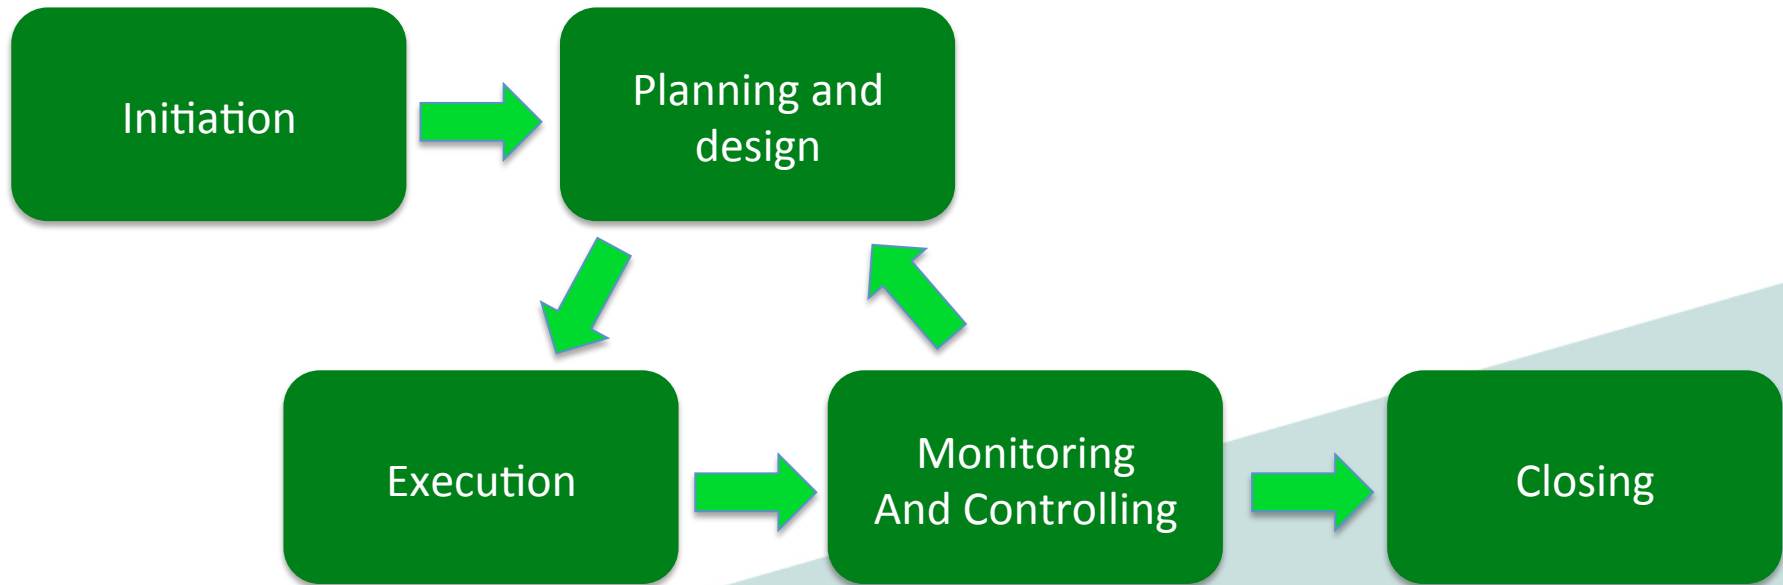 Initiation
Planning and
design
Execution
Monitoring
And Controlling
Closing